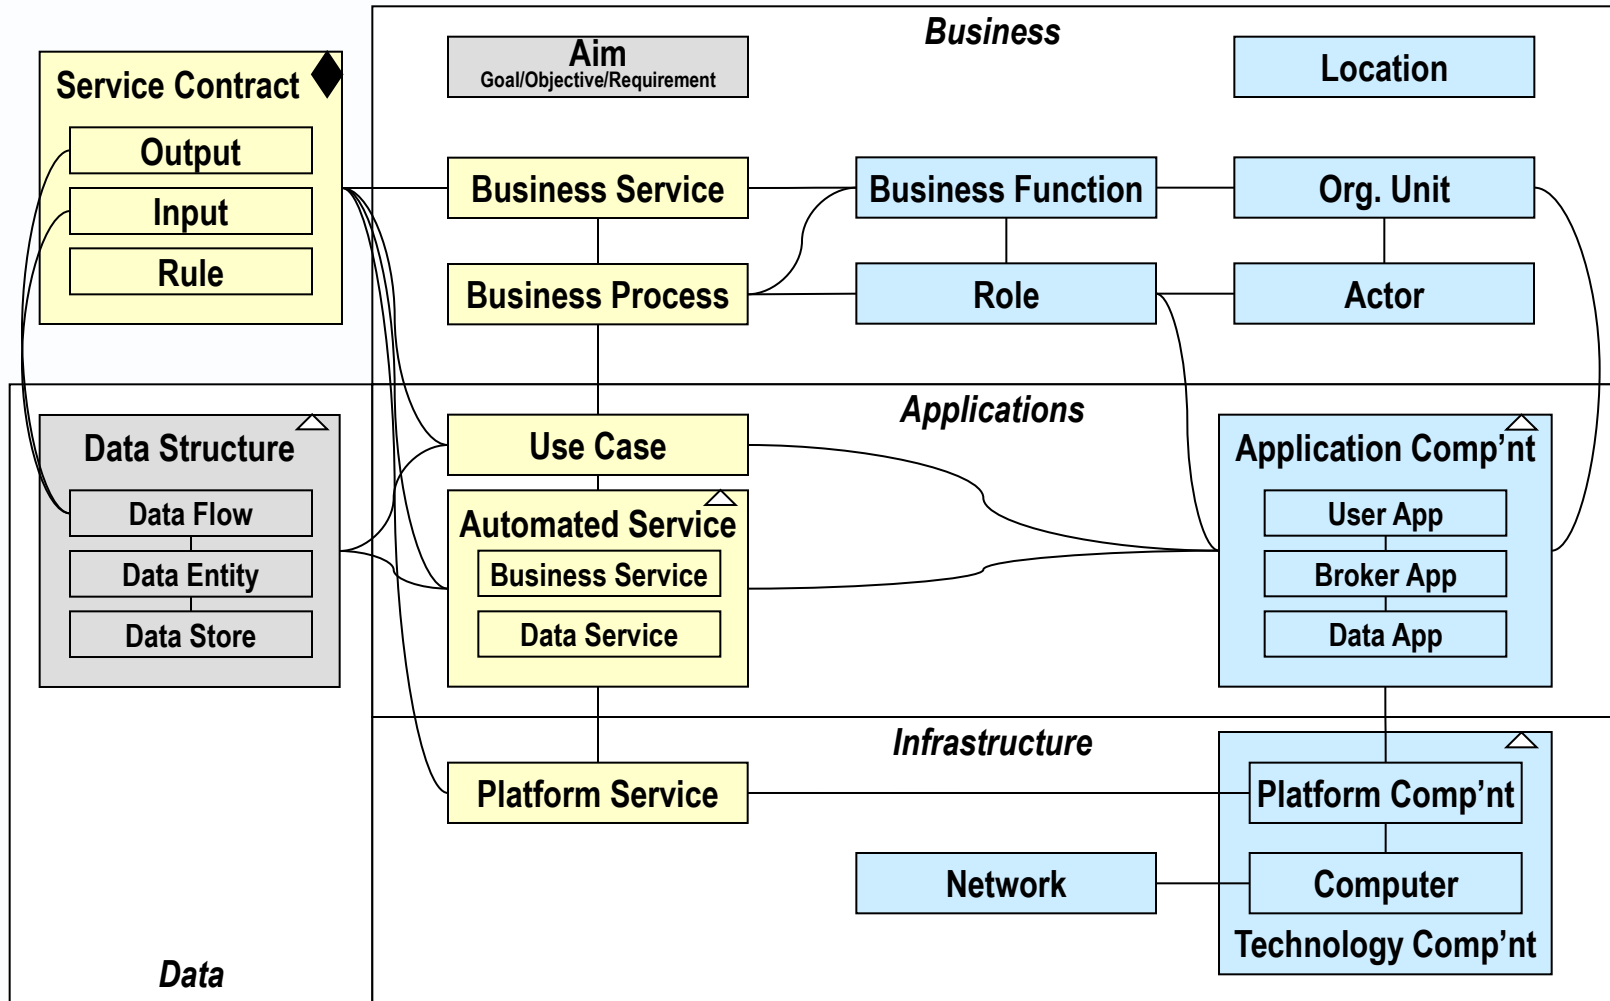 Business
Service Contract
Output
Input
Rule
Aim
Goal/Objective/Requirement
Location
Business Service
Business Function
Org. Unit
Business Process
Role
Actor
Applications
Data Structure
Data Flow
Data Entity
Data Store
Use Case
Automated Service
Business Service
Data Service
Application Comp’nt
User App
Broker App
Data App
Infrastructure
Platform Service
Platform Comp’nt
Network
Computer
Technology Comp’nt
Data